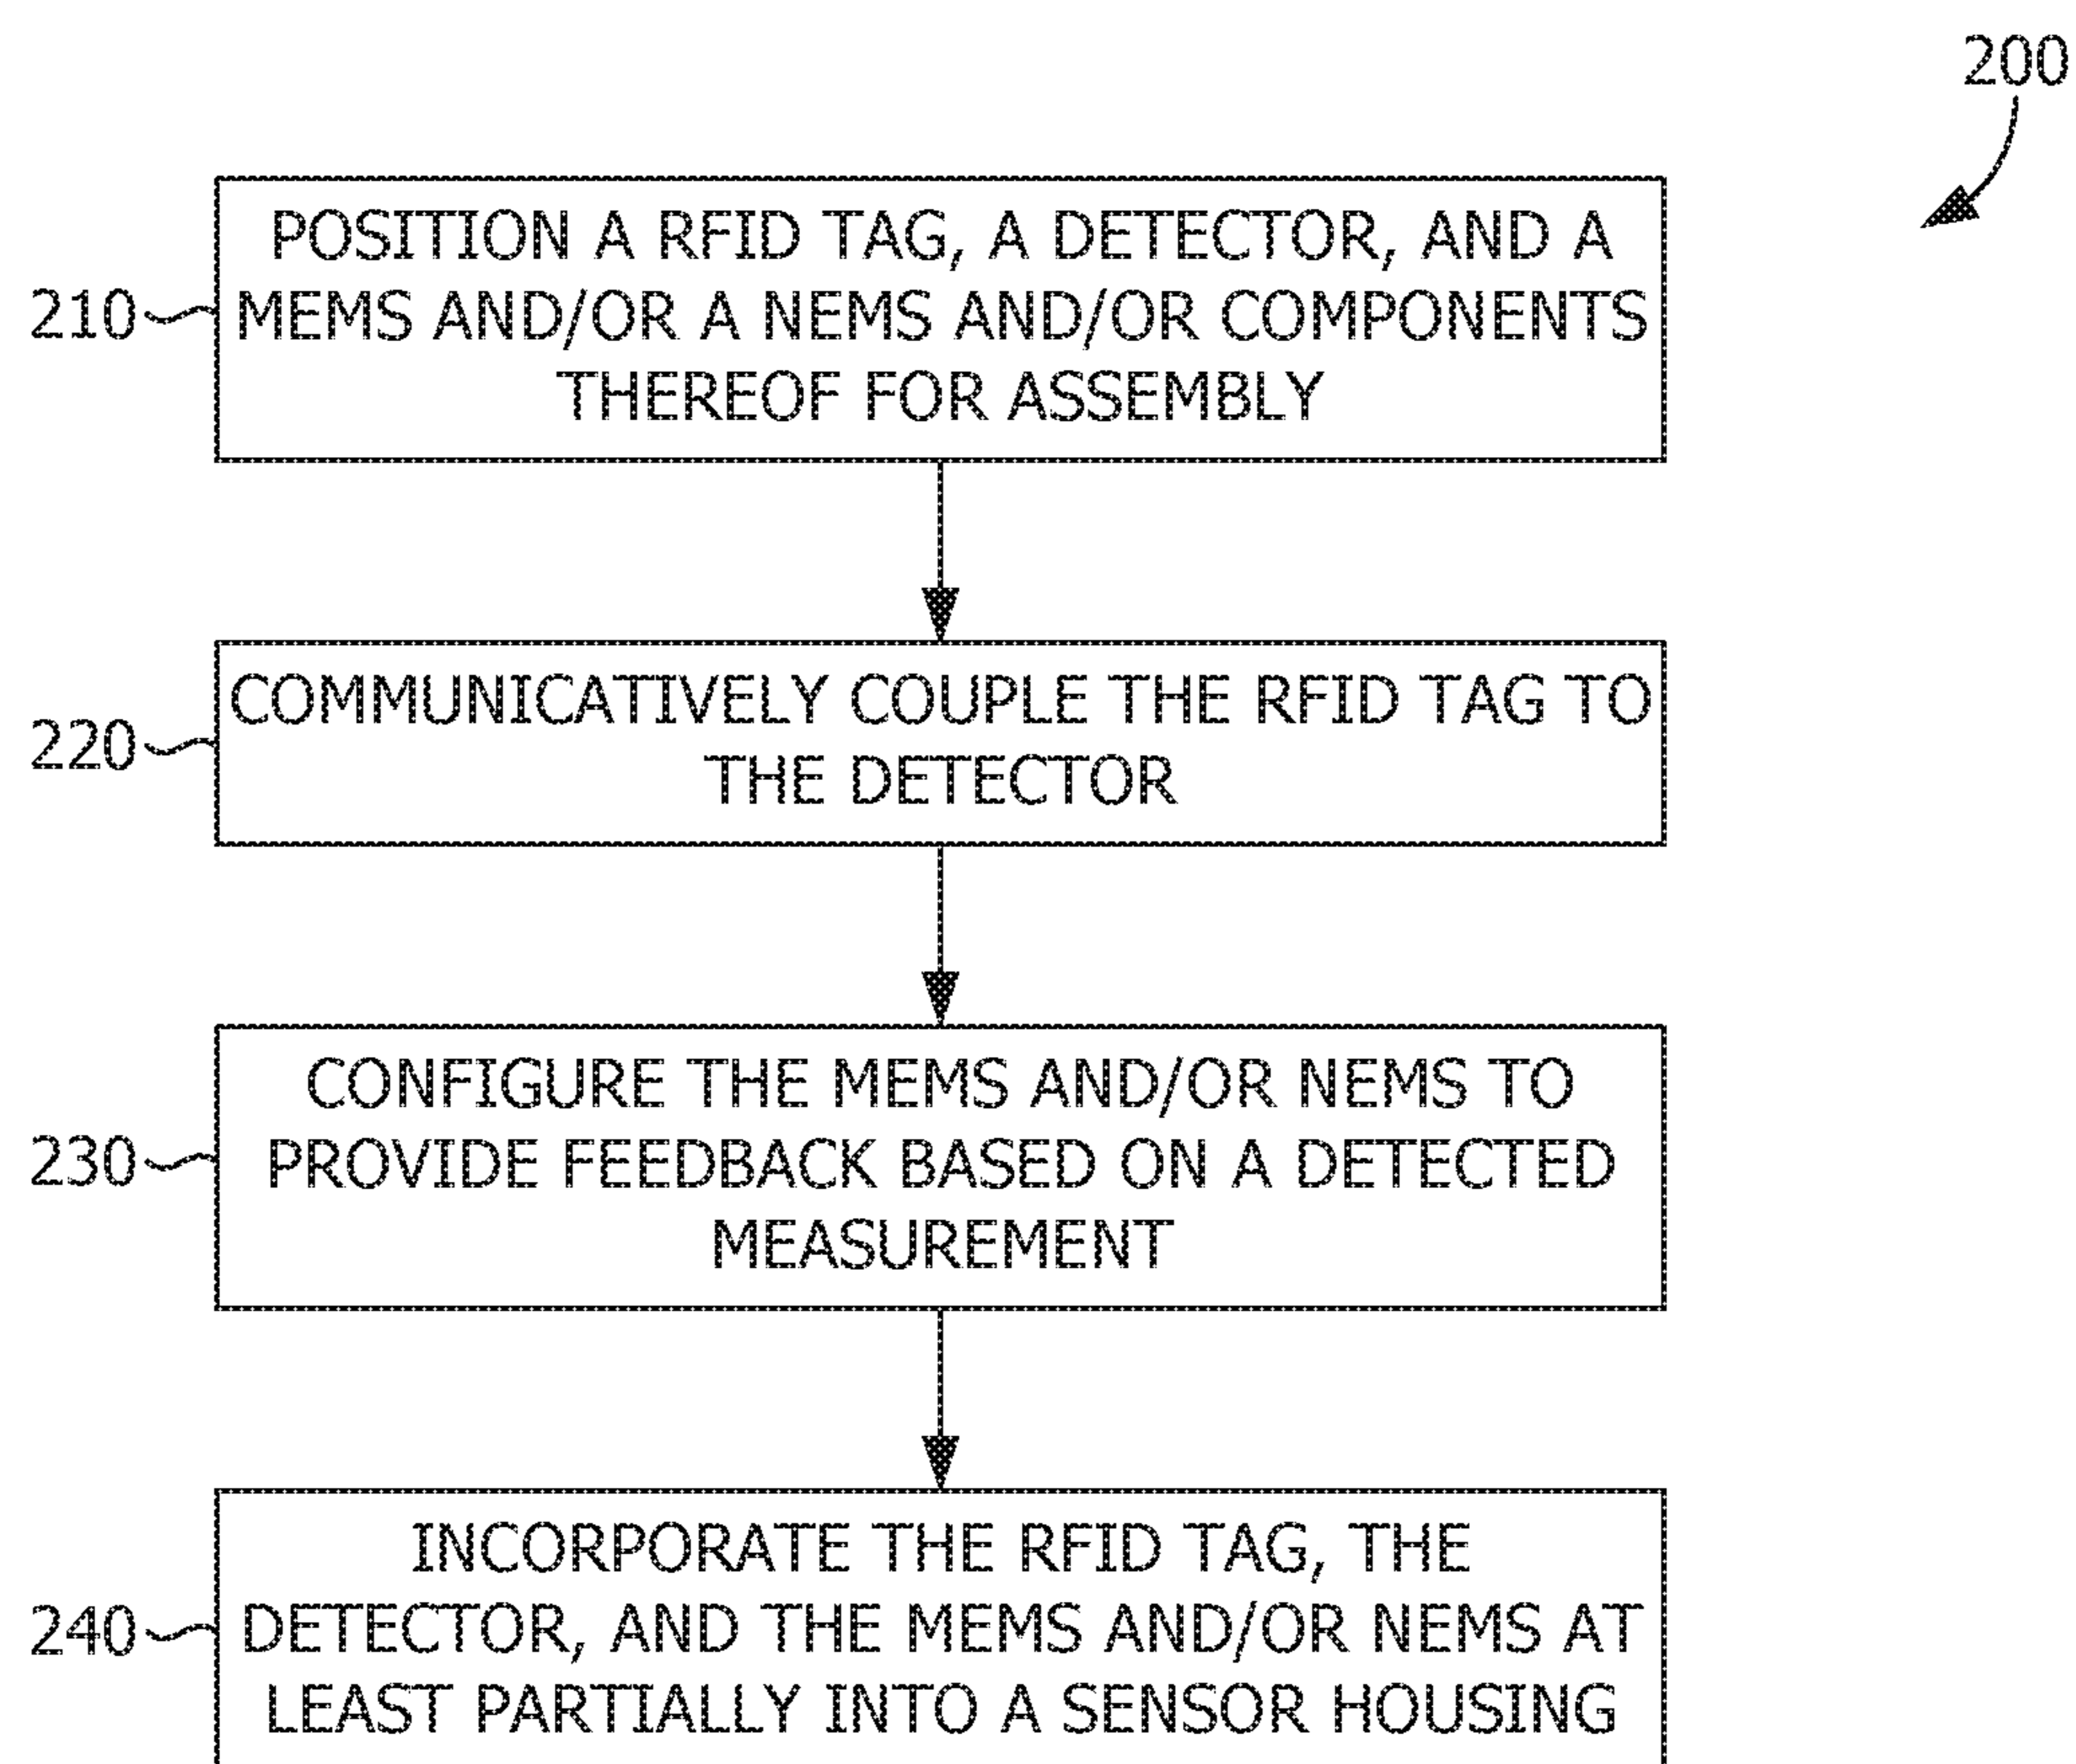 200
210
POSITION A RFID TAG, A DETECTOR, AND A
MEMS AND/OR A NEMS AND/OR COMPONENTS
THEREOF FOR ASSEMBLY
220
COMMUNICATIVELY COUPLE THE RFID TAG TO
THE DETECTOR
230
CONFIGURE THE MEMS AND/OR NEMS TO
PROVIDE FEEDBACK BASED ON A DETECTED
MEASUREMENT
240
INCORPORATE THE RFID TAG, THE
DETECTOR, AND THE MEMS AND/OR NEMS AT
LEAST PARTIALLY INTO A SENSOR HOUSING